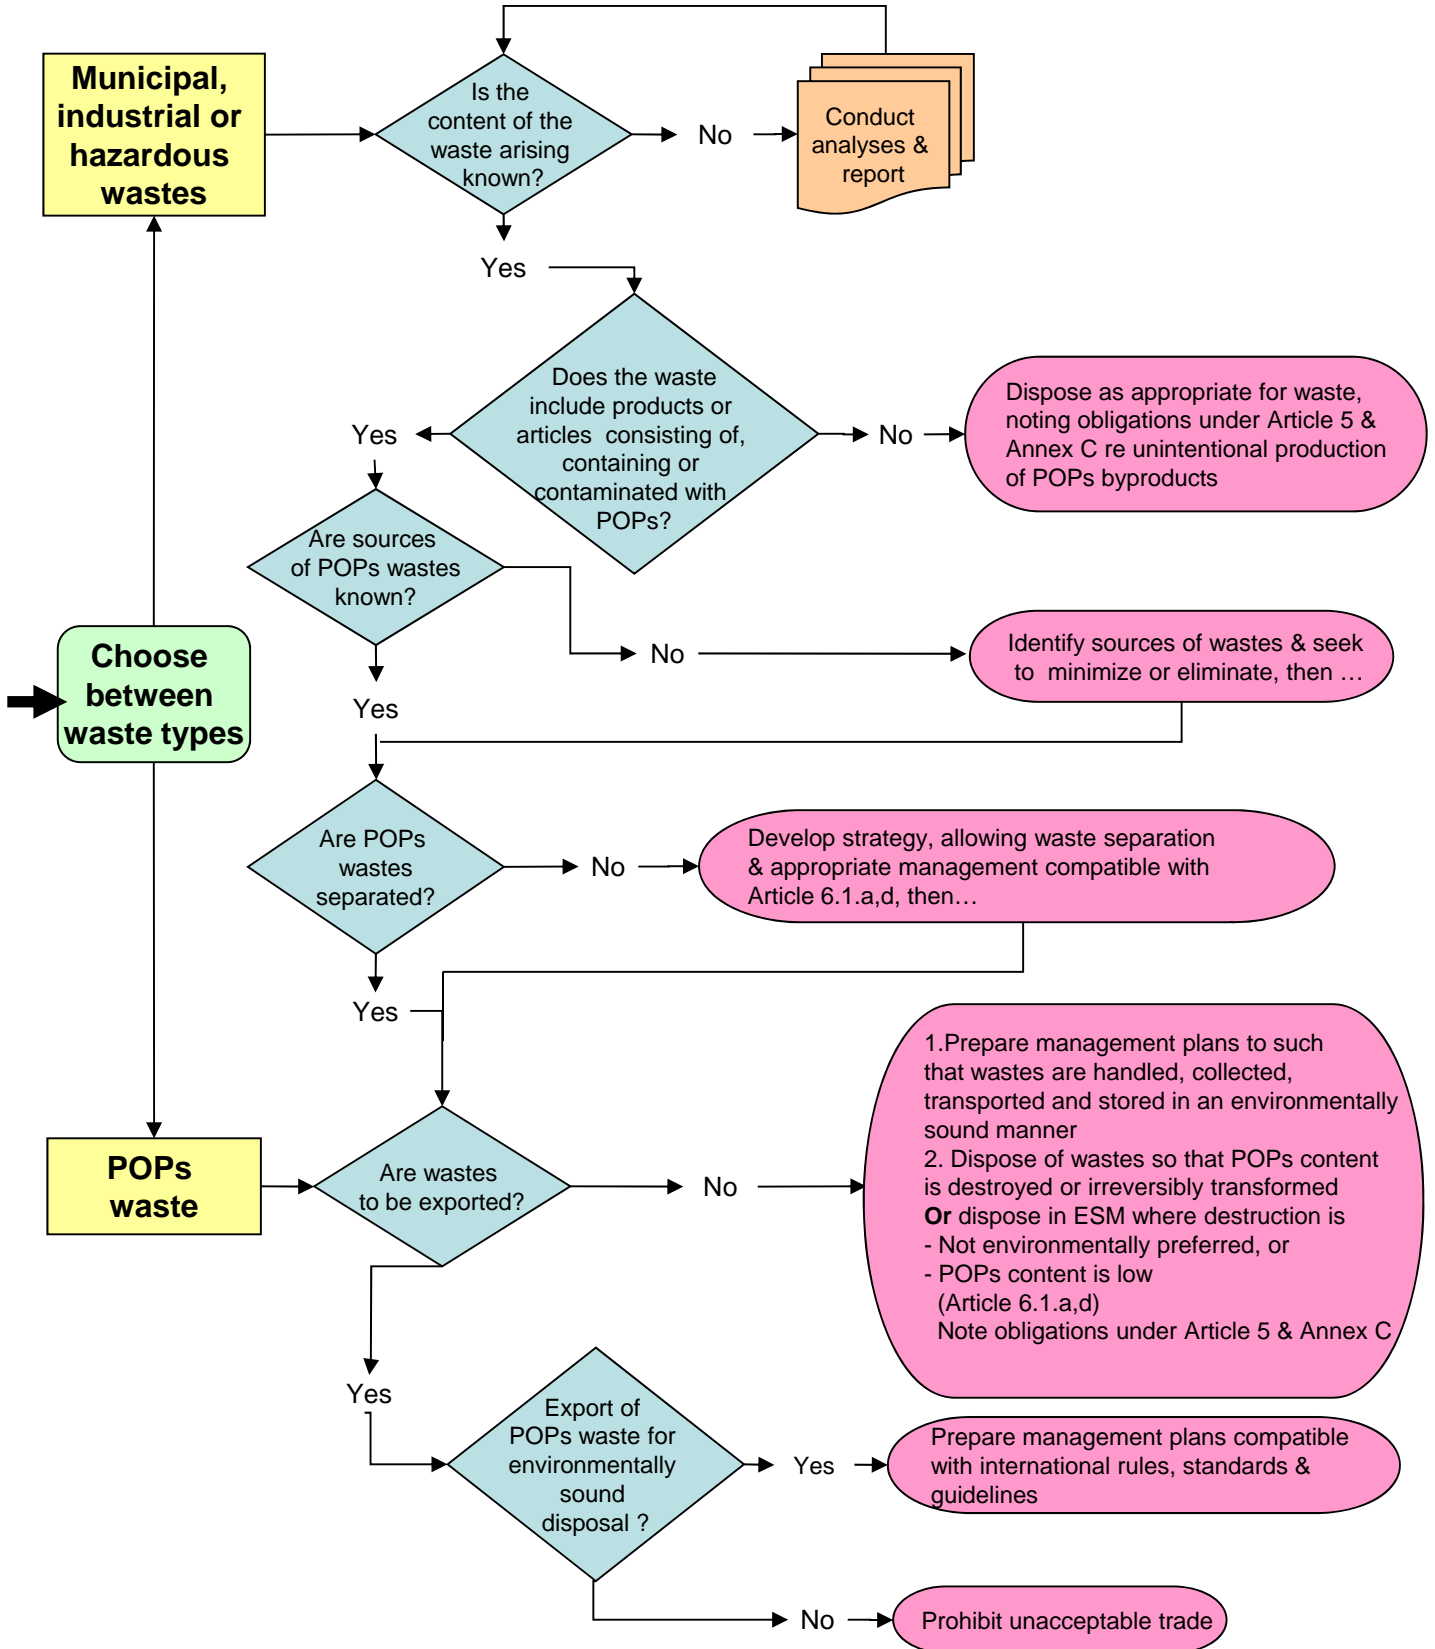 Municipal,
industrial or
hazardous
wastes
Is the
content of the
waste arising
known?
No
Conduct
analyses &
report
Yes
Does the waste
include products or
articles consisting of,
containing or
contaminated with
POPs?
Yes
No
Dispose as appropriate for waste,
noting obligations under Article 5 &
Annex C re unintentional production
of POPs byproducts
Are sources
of POPs wastes
known?
No
Identify sources of wastes & seek
to minimize or eliminate, then …
Choose
between
waste types
Yes
Are POPs
wastes
separated?
No
Develop strategy, allowing waste separation
& appropriate management compatible with
Article 6.1.a,d, then…
Yes
POPs
waste
Are wastes
to be exported?
No
1.Prepare management plans to such
that wastes are handled, collected,
transported and stored in an environmentally
sound manner
2. Dispose of wastes so that POPs content
is destroyed or irreversibly transformed
Or dispose in ESM where destruction is
- Not environmentally preferred, or
- POPs content is low
(Article 6.1.a,d)
Note obligations under Article 5 & Annex C
Yes
Export of
POPs waste for
environmentally
sound
disposal ?
Yes
Prepare management plans compatible
with international rules, standards &
guidelines
No
Prohibit unacceptable trade